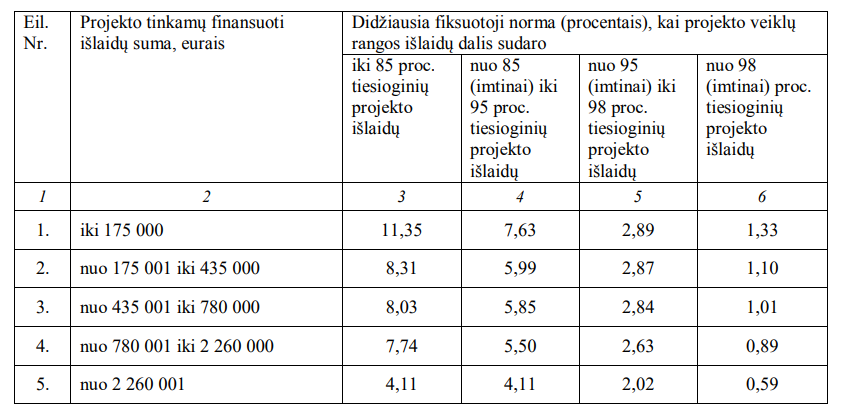 Eil.
Nr.
Projekto tinkamų finansuoti
išlaidų suma, eurais
Didžiausia fiksuotoji norma (procentais), kai projekto veiklų
rangos išlaidų dalis sudaro
iki 85 proc.
tiesioginių
projekto
išlaidų
nuo 85
(imtinai) iki
95 proc.
tiesioginių
projekto
išlaidų
nuo 95
(imtinai) iki
98 proc.
tiesioginių
projekto
išlaidų
nuo 98
(imtinai) proc.
tiesioginių
projekto
išlaidų
1 2 3 4 5 6
1. iki 175 000 11,35 7,63 2,89 1,33
2. nuo 175 001 iki 435 000 8,31 5,99 2,87 1,10
3. nuo 435 001 iki 780 000 8,03 5,85 2,84 1,01
4. nuo 780 001 iki 2 260 000 7,74 5,50 2,63 0,89
5. nuo 2 260 001 4,11 4,11 2,02 0,59